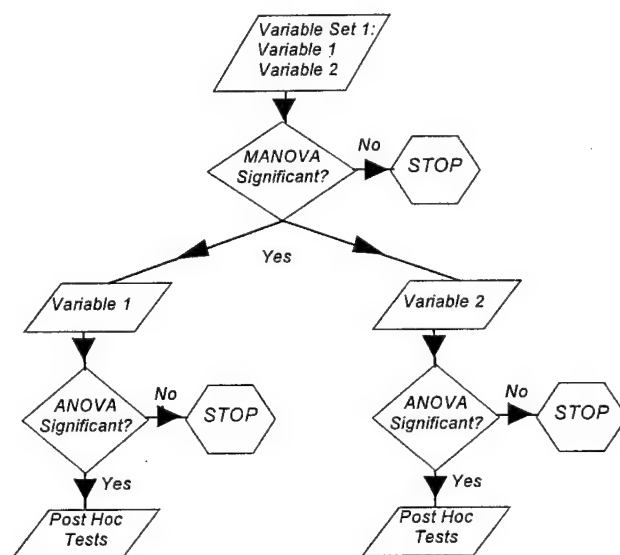 Variable Set 1:
Variable 1
Variable 2
MANOVA
Significant?
No
STOP
Yes
Variable 1
Variable 2
ANOVA
Significant?
No
STOP
ANOVA
Significant?
No
STOP
Yes
Yes
Post Hoc
Tests
Post Hoc
Tests